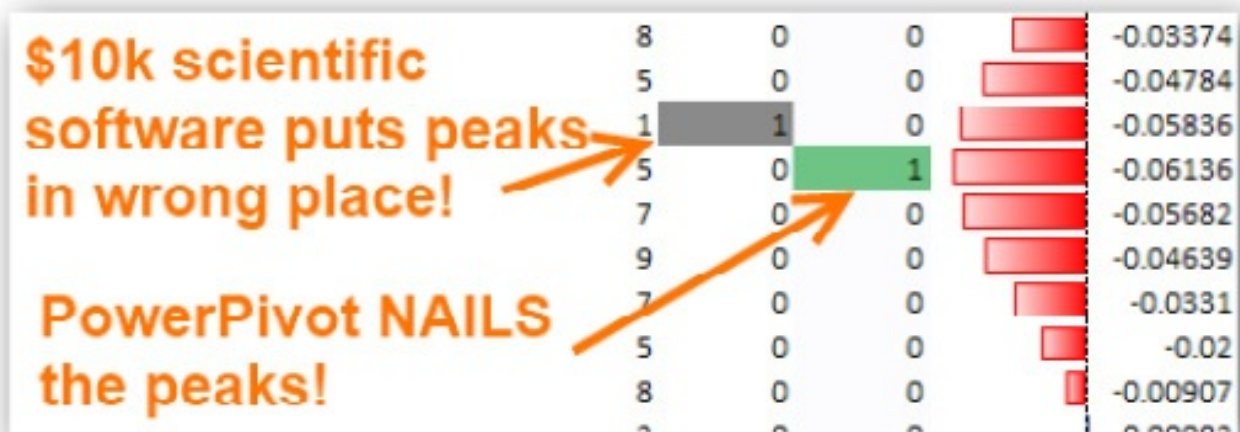 $10k scientific
software puts peaks
in wrong place!
PowerPivot NAILS
the peaks!
8 0 0 -0.03374
5 0 0 -0.04784
1 1 0 -0.05836
5 0 1 -0.06136
7 0 0 -0.05682
9 0 0 -0.04639
7 0 0 -0.0331
5 0 0 -0.02
8 0 0 -0.00907